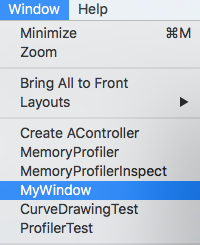 Window Help
Minimize ⌘M
Zoom
Bring All to Front
Layouts ▶
Create AController
MemoryProfiler
MemoryProfilerInspect
MyWindow
CurveDrawingTest
ProfilerTest